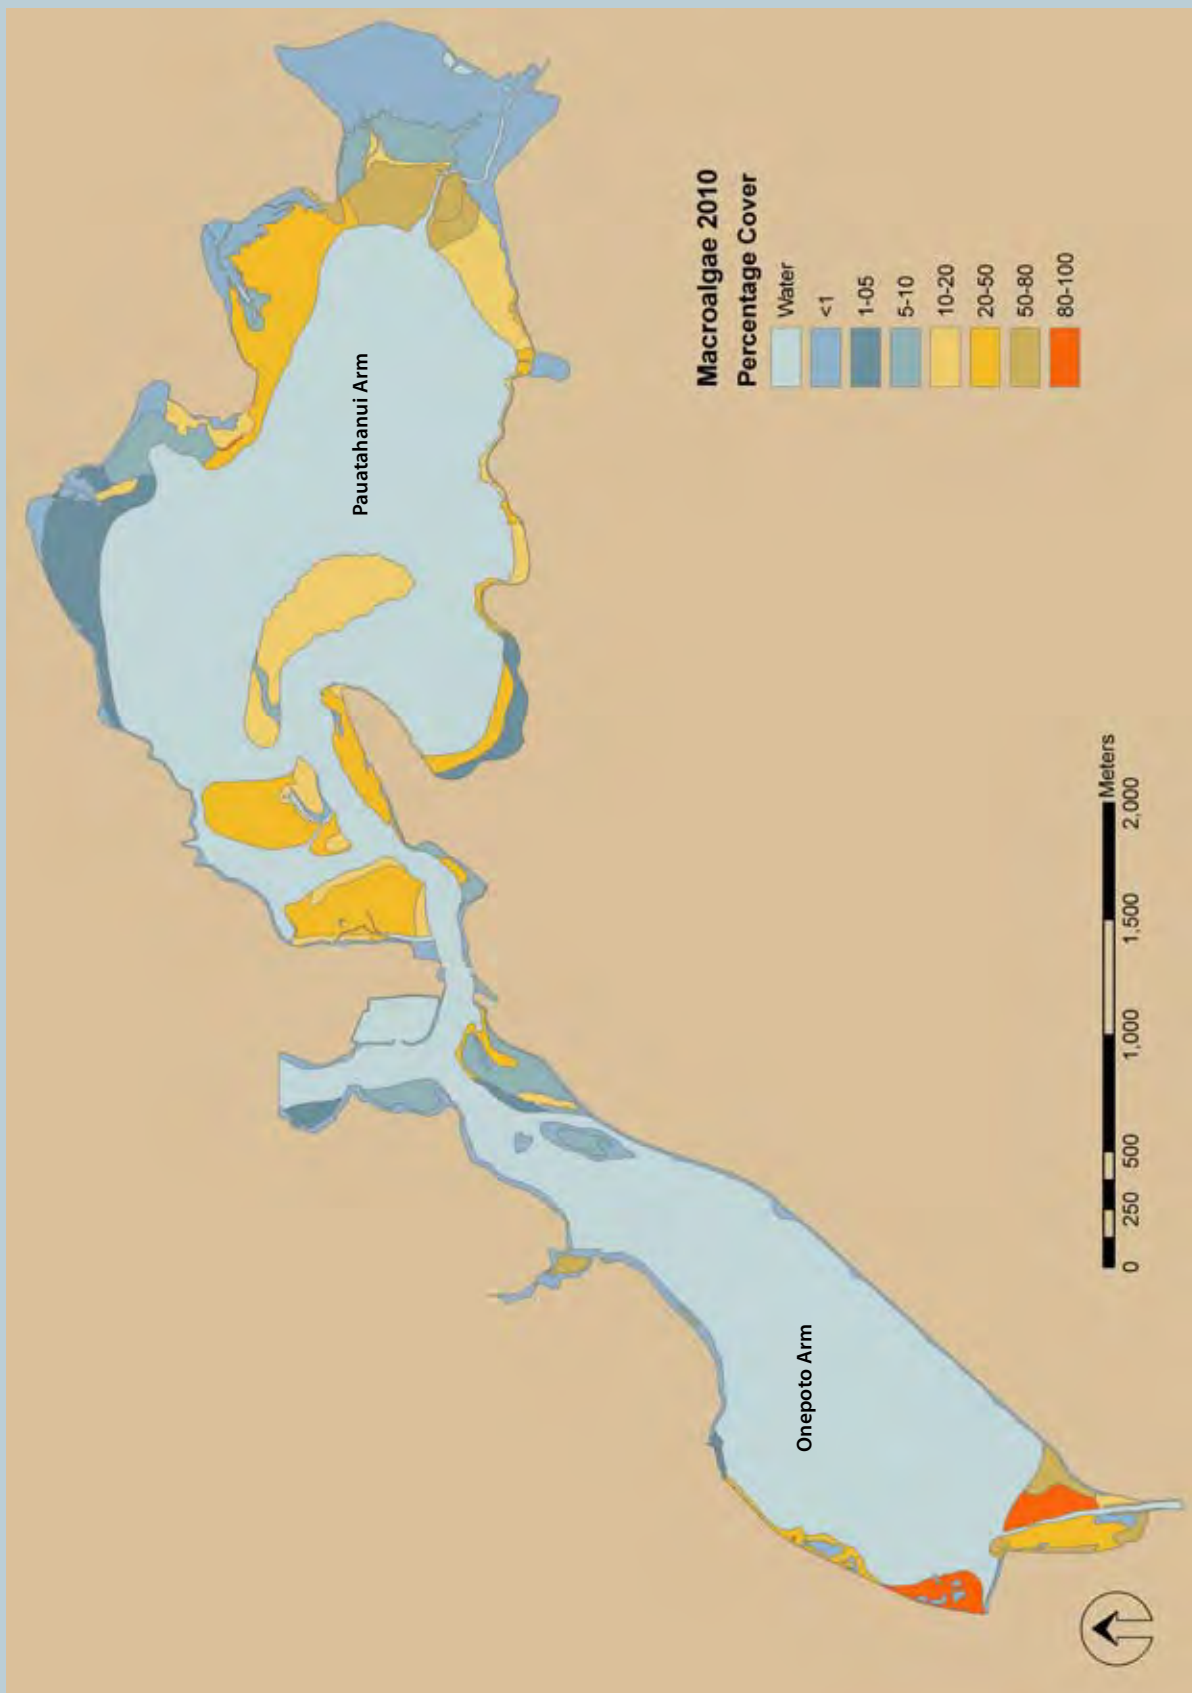 Pauatahanui Arm
Onepoto Arm
Macroalgae 2010
Percentage Cover
Water
<1
1-05
5-10
10-20
20-50
50-80
80-100
0 250 500 1,000 1,500 2,000
Meters